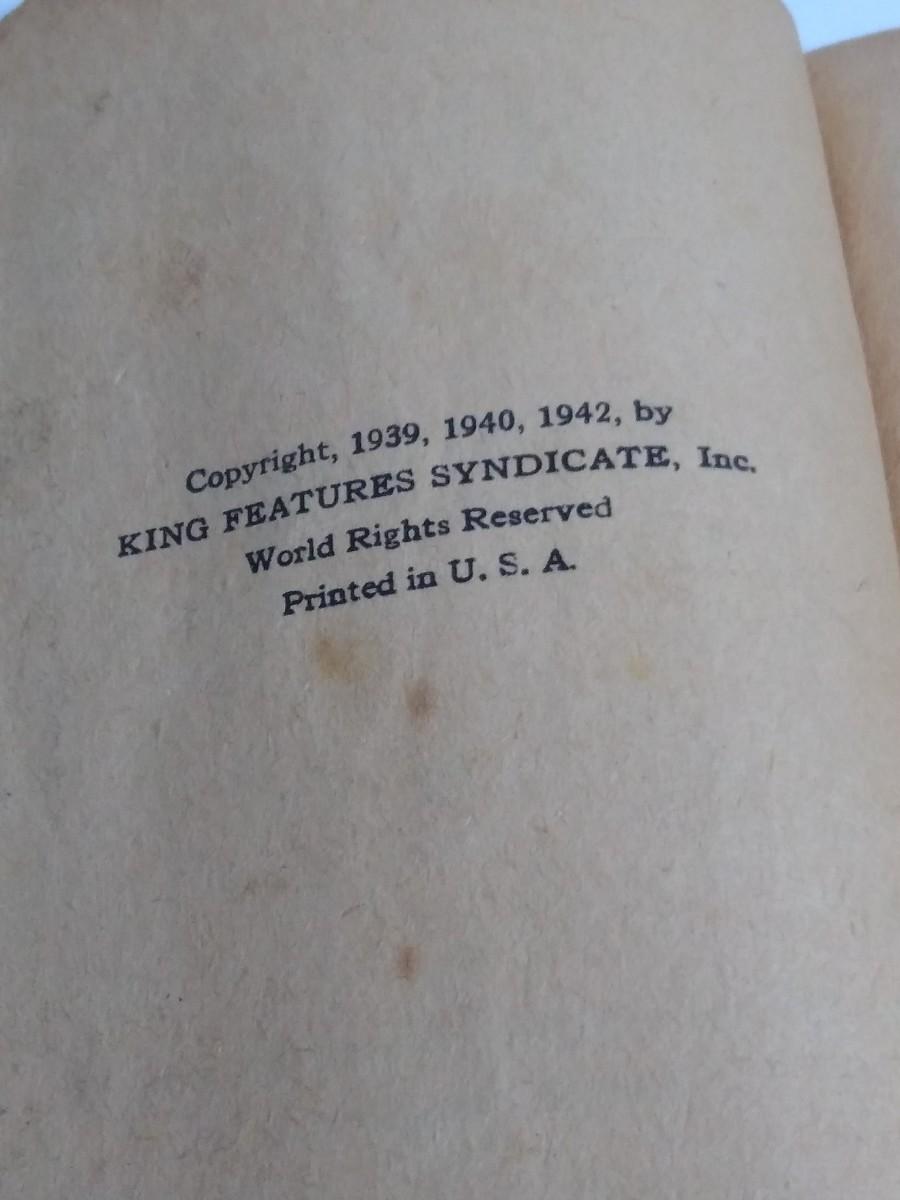 Copyright, 1939, 1940, 1942, by
KING FEATURES SYNDICATE, Inc.
World Rights Reserved
Printed in U. S. A.